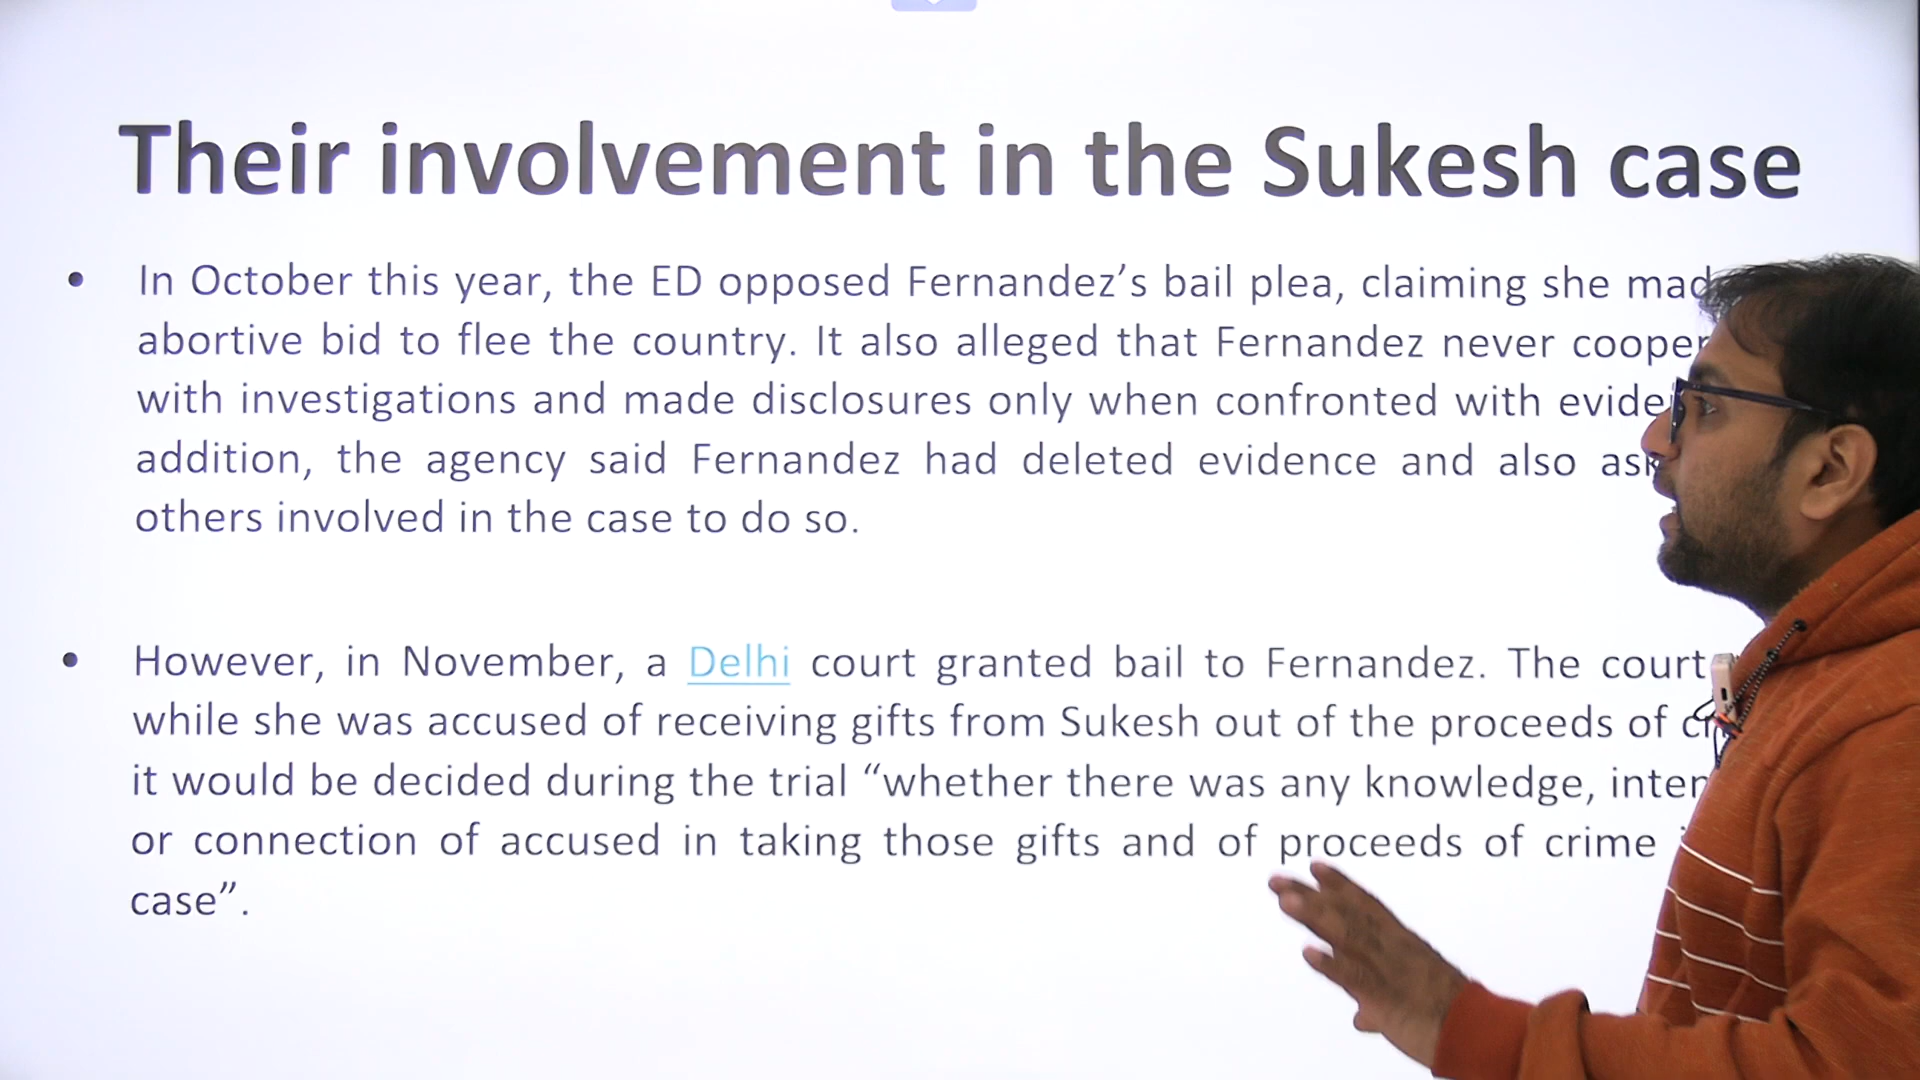 Their involvement in the Sukesh case
• In October this year, the ED opposed Fernandez’s bail plea, claiming she
abortive bid to flee the country. It also alleged that Fernandez never
with investigations and made disclosures only when confronted with
addition, the agency said Fernandez had deleted evidence and also
others involved in the case to do so.
• However, in November, a Delhi court granted bail to Fernandez. The court
while she was accused of receiving gifts from Sukesh out of the proceeds of
it would be decided during the trial “whether there was any knowledge,
or connection of accused in taking those gifts and of proceeds of crime
case”.